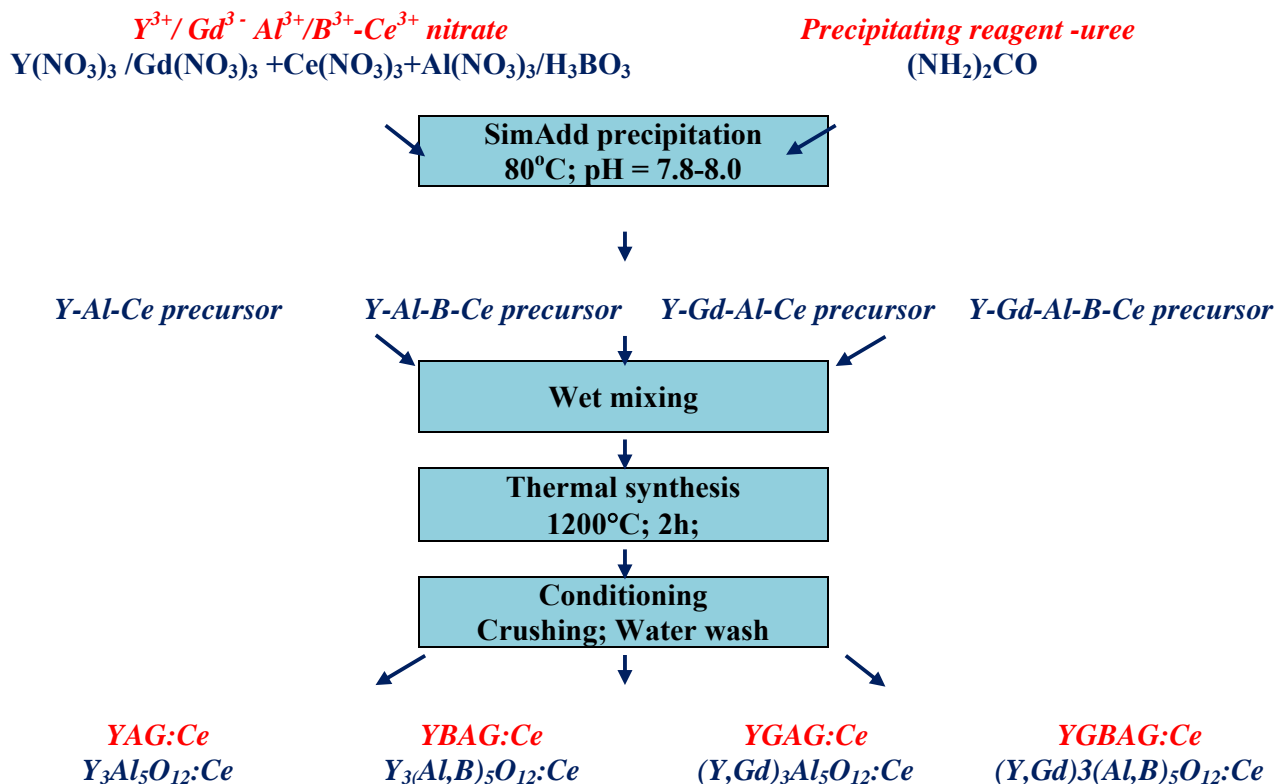 Y³⁺/ Gd³⁻ Al³⁺/B³⁺-Ce³⁺ nitrate
Precipitating reagent -uree
Y(NO₃)₃ /Gd(NO₃)₃ +Ce(NO₃)₃+Al(NO₃)₃/H₃BO₃
(NH₂)₂CO
SimAdd precipitation
80°C; pH = 7.8-8.0
Y-Al-Ce precursor
Y-Al-B-Ce precursor
Y-Gd-Al-Ce precursor
Y-Gd-Al-B-Ce precursor
Wet mixing
Thermal synthesis
1200°C; 2h;
Conditioning
Crushing; Water wash
YAG:Ce
YBAG:Ce
YGAG:Ce
YGBAG:Ce
Y₃Al₅O₁₂:Ce
Y₃(Al,B)₅O₁₂:Ce
(Y,Gd)₃Al₅O₁₂:Ce
(Y,Gd)3(Al,B)₅O₁₂:Ce